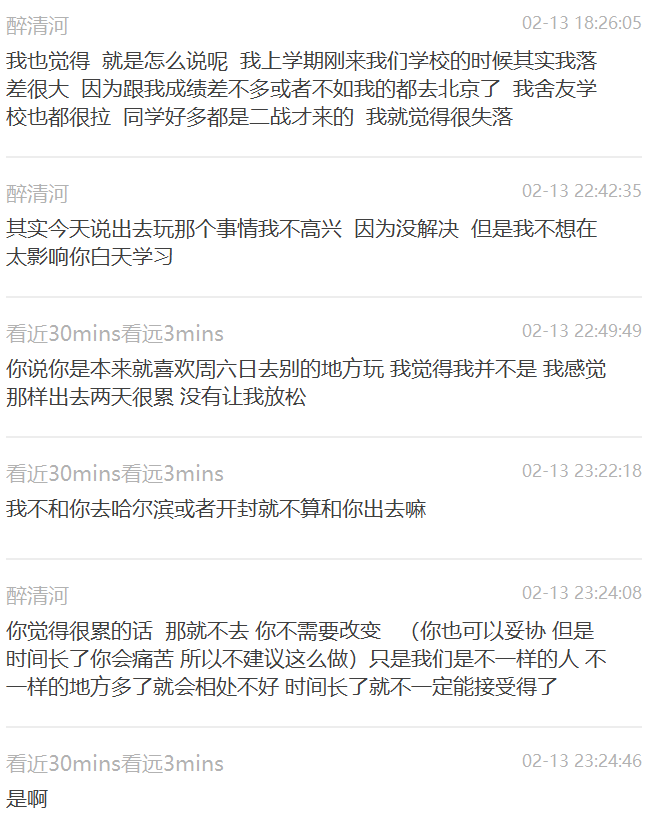 醉清河 02-13 18:26:05
我也觉得 就是怎么说呢 我上学期刚来我们学校的时候其实我落
差很大 因为跟我成绩差不多或者不如我的都去北京了 我舍友学
校也都很拉 同学好多都是二战才来的 我就觉得很失落
醉清河 02-13 22:42:35
其实今天说出去玩那个事情我不高兴 因为没解决 但是我不想在
太影响你白天学习
看近30mins看远3mins 02-13 22:49:49
你说你是本来就喜欢周六日去别的地方玩 我觉得我并不是 我感觉
那样出去两天很累 没有让我放松
看近30mins看远3mins 02-13 23:22:18
我不和你去哈尔滨或者开封就不算和你出去嘛
醉清河 02-13 23:24:08
你觉得很累的话 那就不去 你不需要改变 （你也可以妥协 但是
时间长了你会痛苦 所以不建议这么做）只是我们是不一样的人 不
一样的地方多了就会相处不好 时间长了就不一定能接受得了
看近30mins看远3mins 02-13 23:24:46
是啊